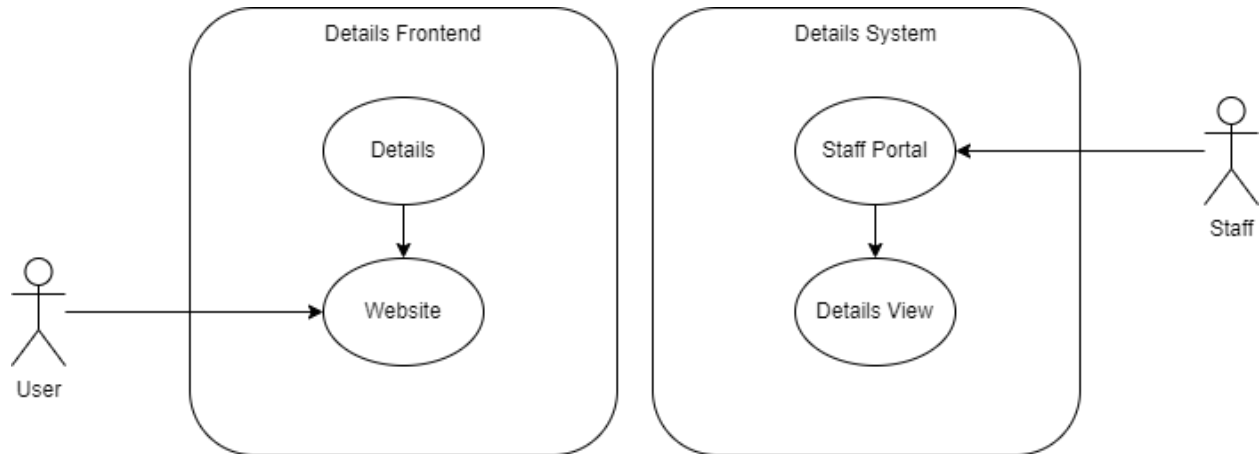 Details Frontend
Details System
Details
Staff Portal
Staff
Website
Details View
User